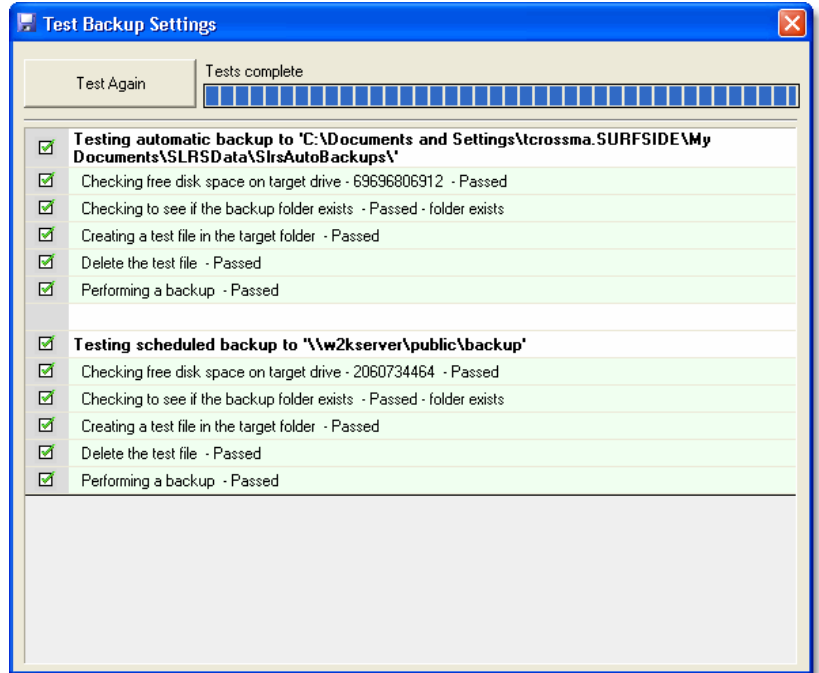 Test Backup Settings
Test Again
Tests complete
Testing automatic backup to 'C:\Documents and Settings\tcrossma.SURFSIDE\My
Documents\SLRSData\SlrsAutoBackups\'
Checking free disk space on target drive - 69696806912 - Passed
Checking to see if the backup folder exists - Passed - folder exists
Creating a test file in the target folder - Passed
Delete the test file - Passed
Performing a backup - Passed
Testing scheduled backup to '\\w2kserver\public\backup'
Checking free disk space on target drive - 2060734464 - Passed
Checking to see if the backup folder exists - Passed - folder exists
Creating a test file in the target folder - Passed
Delete the test file - Passed
Performing a backup - Passed